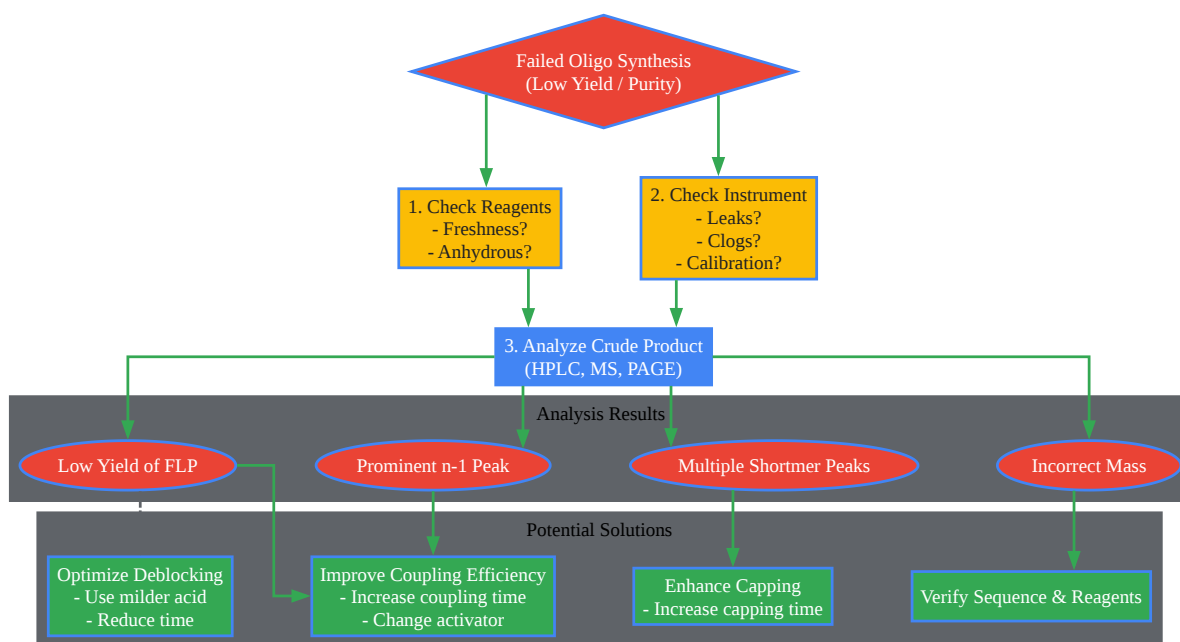 Failed Oligo Synthesis
(Low Yield / Purity)
1. Check Reagents
- Freshness?
- Anhydrous?
2. Check Instrument
- Leaks?
- Clogs?
- Calibration?
3. Analyze Crude Product
(HPLC, MS, PAGE)
Analysis Results
Low Yield of FLP
Prominent n-1 Peak
Multiple Shortmer Peaks
Incorrect Mass
Potential Solutions
Optimize Deblocking
- Use milder acid
- Reduce time
Improve Coupling Efficiency
- Increase coupling time
- Change activator
Enhance Capping
- Increase capping time
Verify Sequence & Reagents